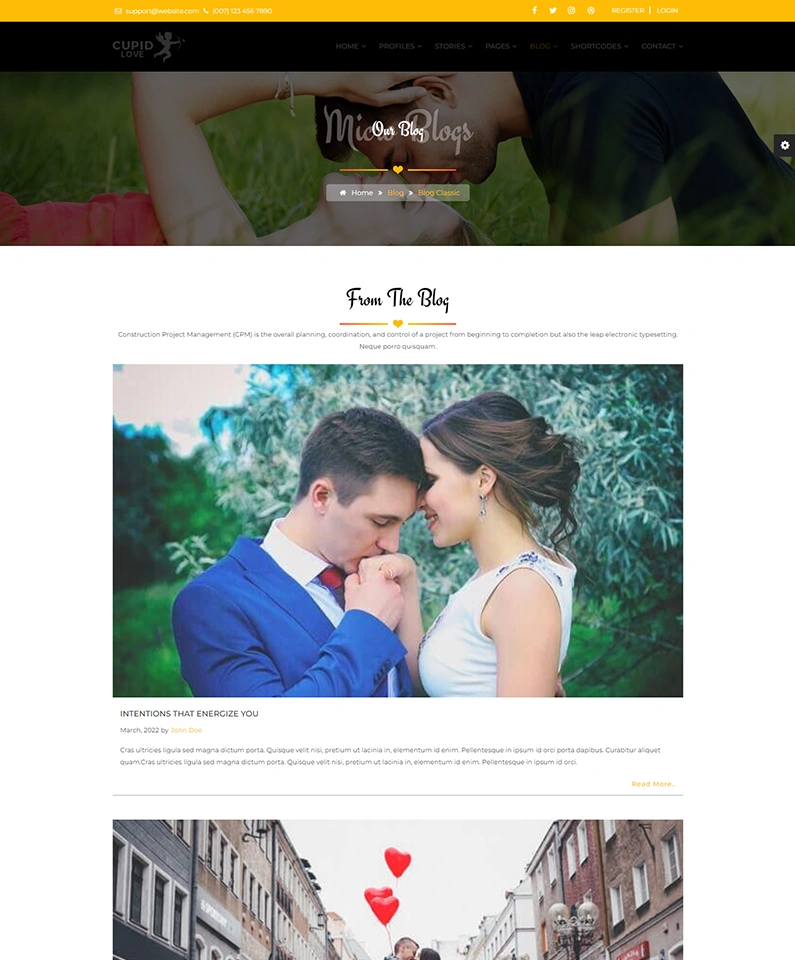 support@website.com (007) 123 456 7890 REGISTER | LOGIN
CUPID
LOVE
HOME PROFILES STORIES PAGES BLOG SHORTCODES CONTACT
Our Blog
Home » Blog » Blog Classic
From The Blog
Construction Project Management (CPM) is the overall planning, coordination, and control of a project from beginning to completion but also the leap electronic typesetting.
Neque porro quisquam.
INTENTIONS THAT ENERGIZE YOU
March, 2022 by John Doe
Cras ultricies ligula sed magna dictum porta. Quisque velit nisi, pretium ut lacinia in, elementum id enim. Pellentesque in ipsum id orci porta dapibus. Curabitur aliquet
quam.Cras ultricies ligula sed magna dictum porta. Quisque velit nisi, pretium ut lacinia in, elementum id enim. Pellentesque in ipsum id orci.
Read More..